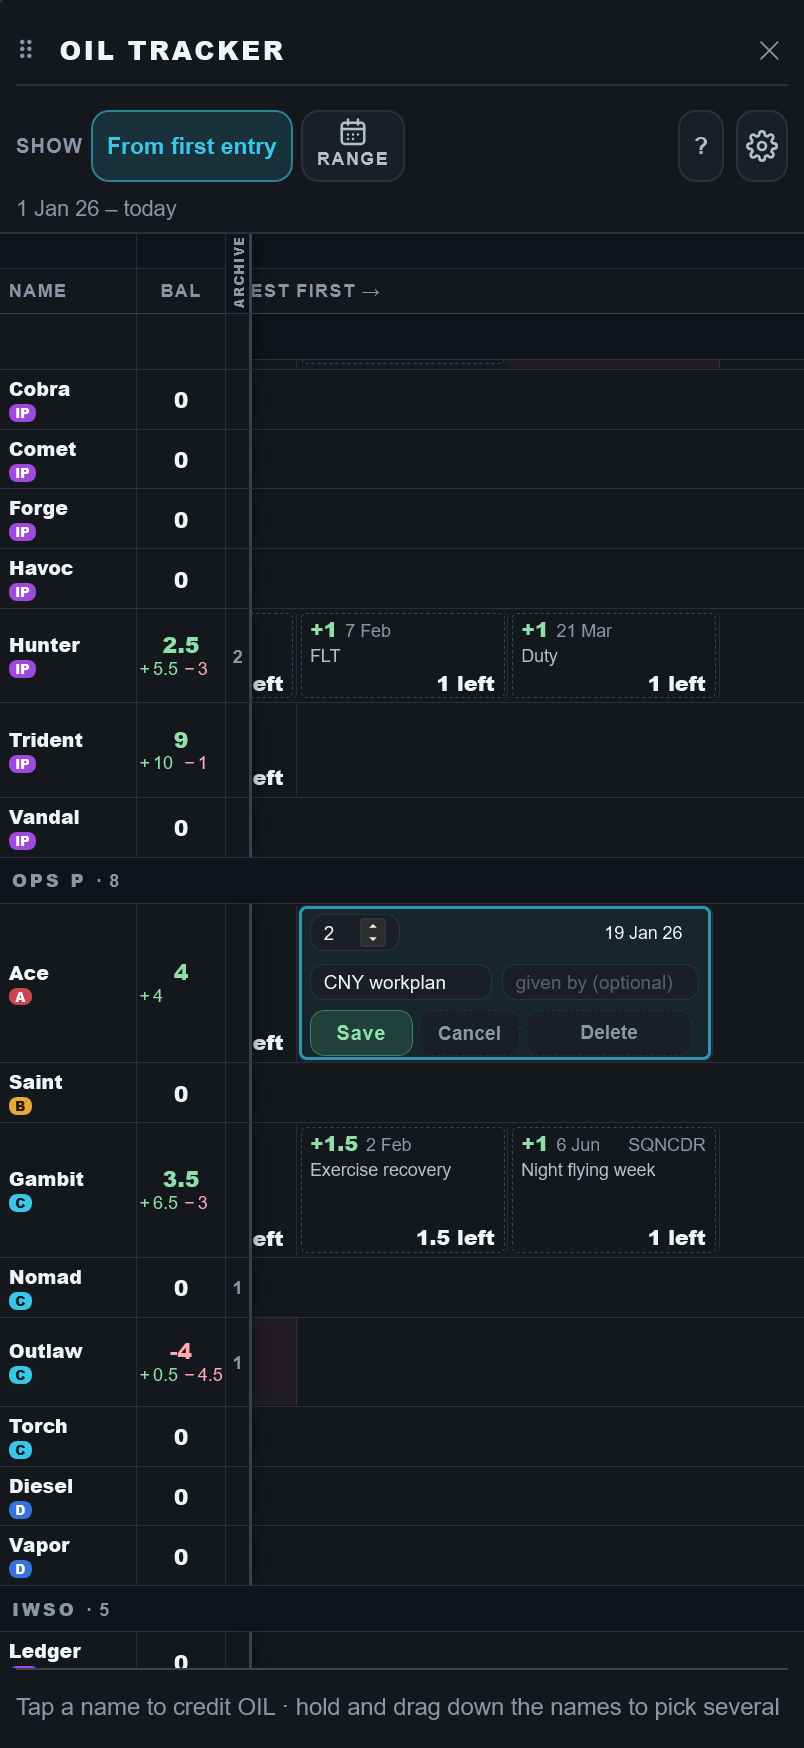 OIL TRACKER
SHOW From first entry RANGE ?
1 Jan 26 – today
NAME BAL ARCHIVE EST FIRST →
Cobra
IP
0
Comet
IP
0
Forge
IP
0
Havoc
IP
0
Hunter
IP
2.5
+5.5 −3
2
eft
+1 7 Feb
FLT
1 left
+1 21 Mar
Duty
1 left
Trident
IP
9
+10 −1
eft
Vandal
IP
0
OPS P · 8
Ace
A
4
+4
eft
2 19 Jan 26
CNY workplan given by (optional)
Save Cancel Delete
Saint
B
0
Gambit
C
3.5
+6.5 −3
eft
+1.5 2 Feb
Exercise recovery
1.5 left
+1 6 Jun SQNCDR
Night flying week
1 left
Nomad
C
0
1
Outlaw
C
-4
+0.5 −4.5
1
Torch
C
0
Diesel
D
0
Vapor
D
0
IWSO · 5
Ledger
0
Tap a name to credit OIL · hold and drag down the names to pick several